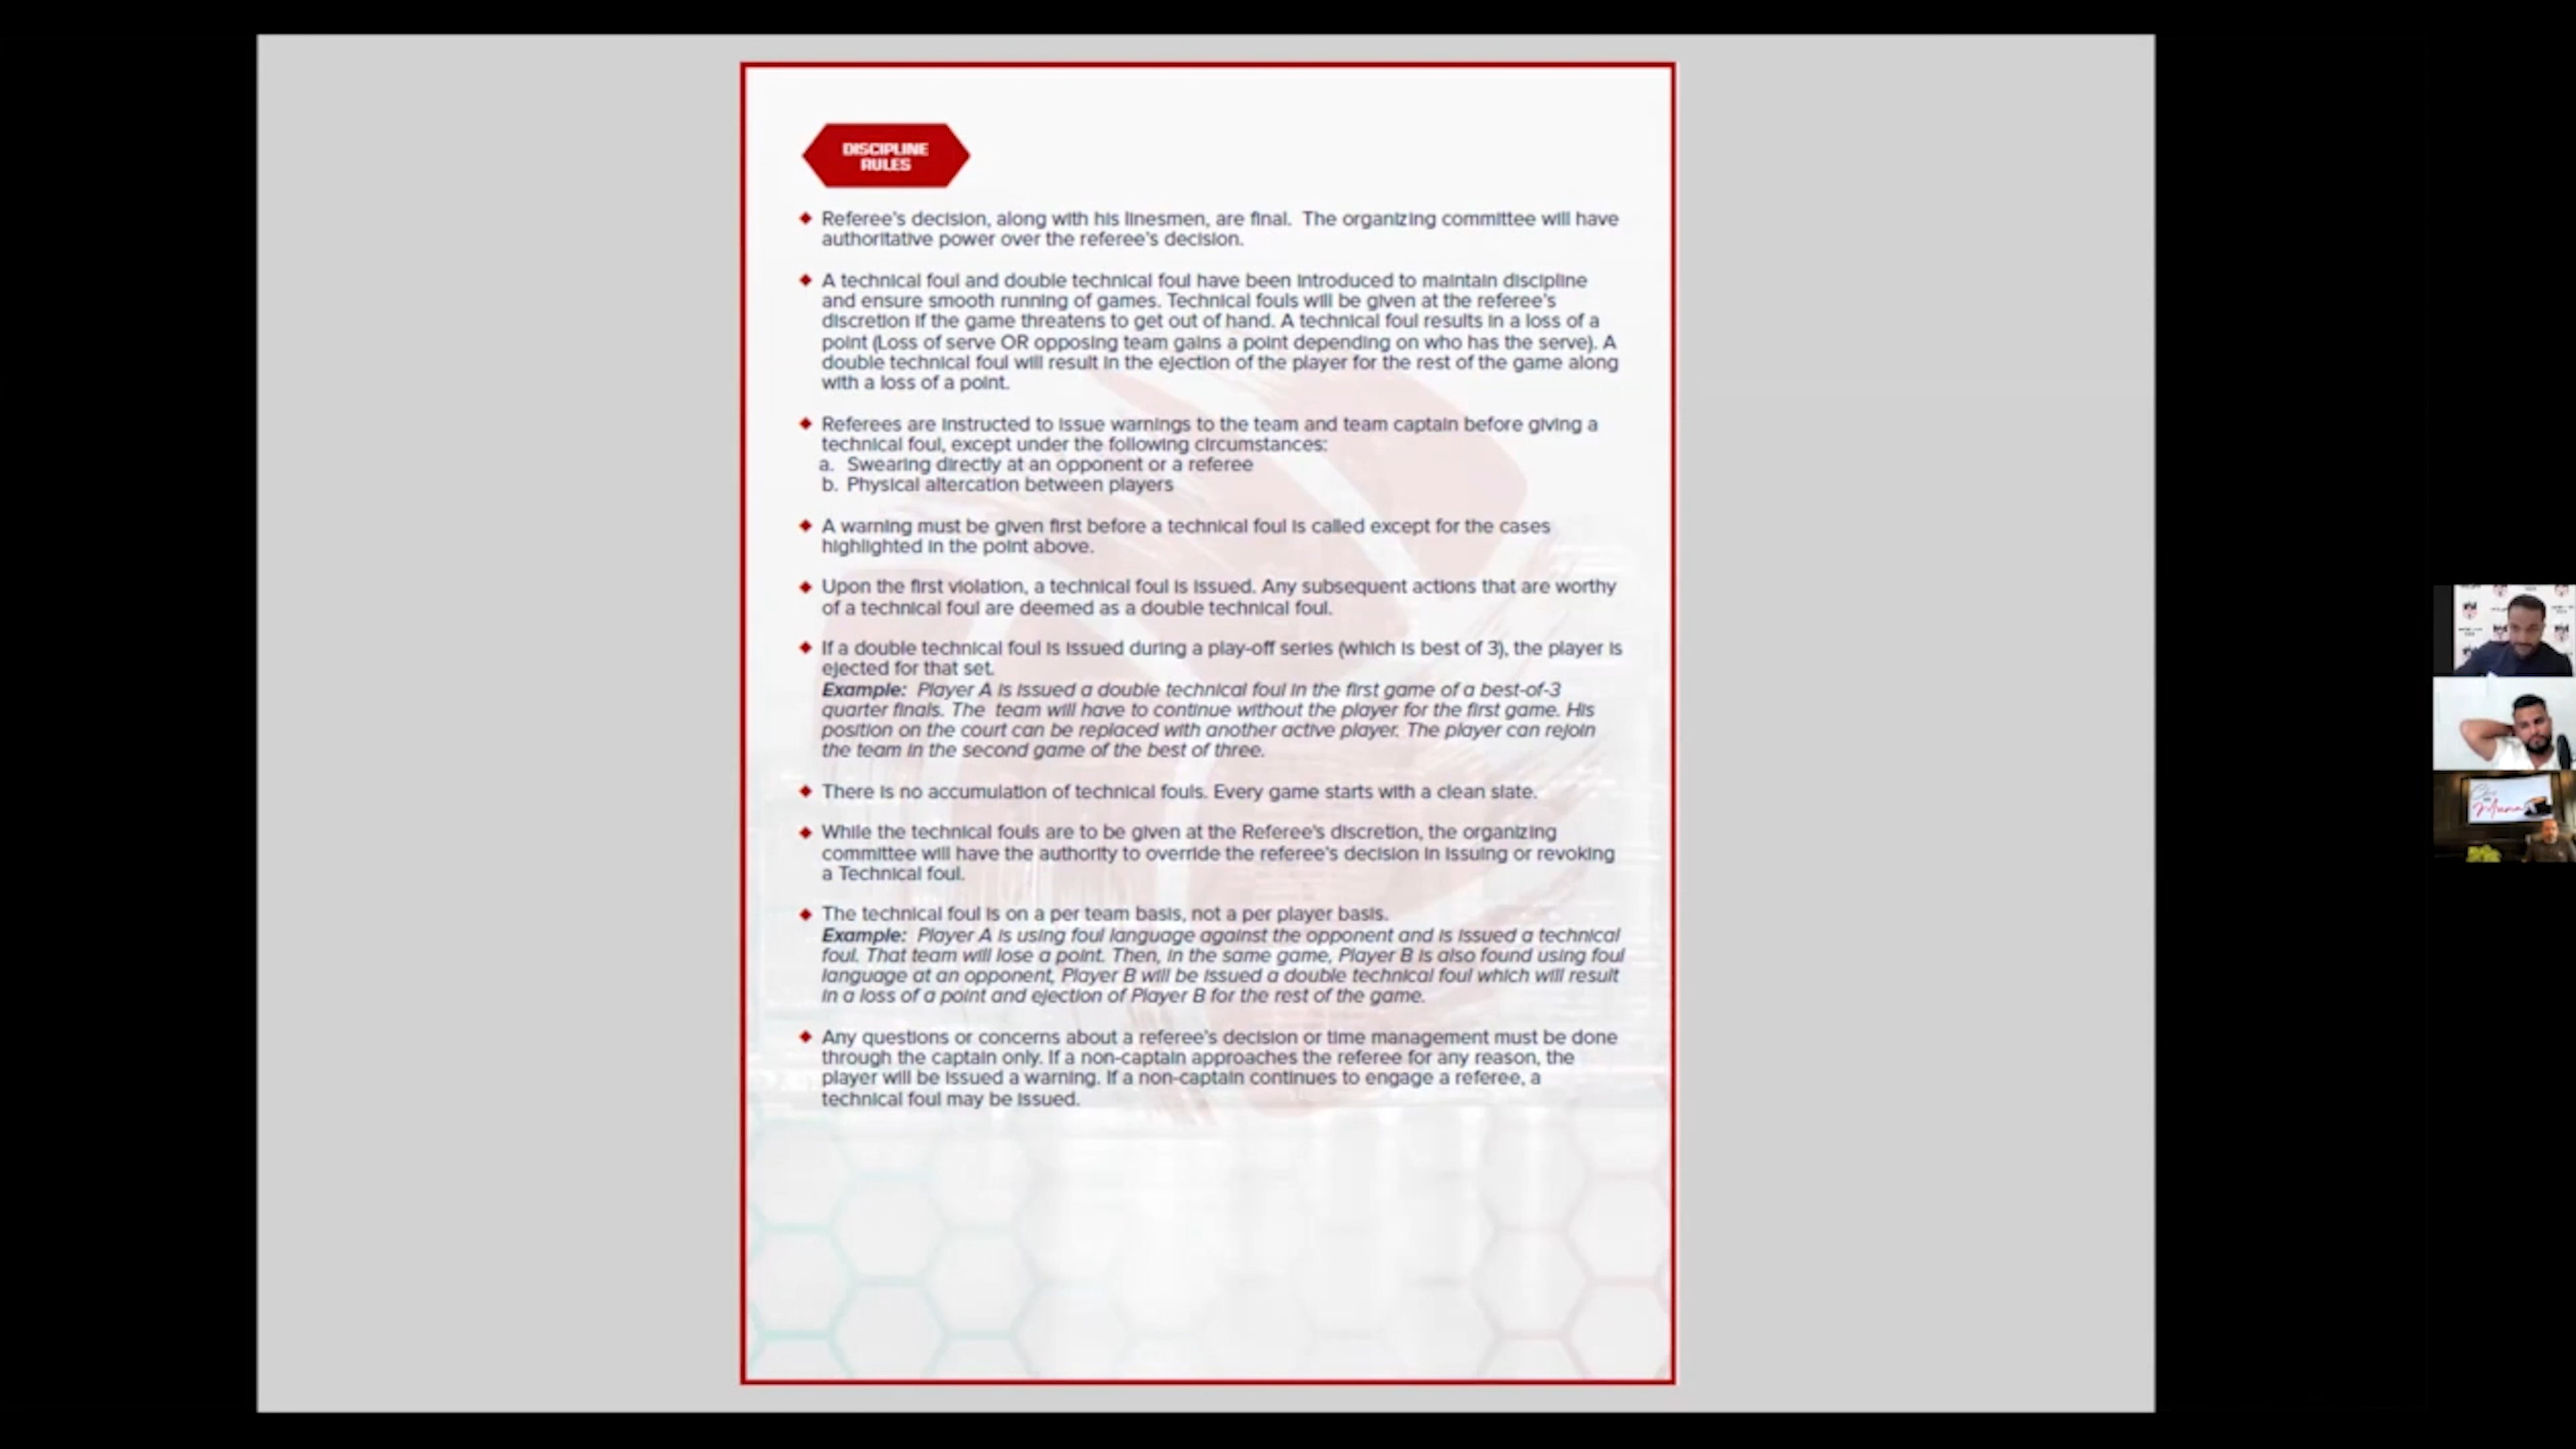 DISCIPLINE
RULES
Referee's decision, along with his linesmen, are final. The organizing committee will have
authoritative power over the referee's decision.
A technical foul and double technical foul have been introduced to maintain discipline
and ensure smooth running of games. Technical fouls will be given at the referee's
discretion if the game threatens to get out of hand. A technical foul results in a loss of a
point (Loss of serve OR opposing team gains a point depending on who has the serve). A
double technical foul will result in the ejection of the player for the rest of the game along
with a loss of a point.
Referees are instructed to issue warnings to the team and team captain before giving a
technical foul, except under the following circumstances:
a. Swearing directly at an opponent or a referee
b. Physical altercation between players
A warning must be given first before a technical foul is called except for the cases
highlighted in the point above.
Upon the first violation, a technical foul is issued. Any subsequent actions that are worthy
of a technical foul are deemed as a double technical foul.
If a double technical foul is issued during a play-off series (which is best of 3), the player is
ejected for that set.
Example: Player A is issued a double technical foul in the first game of a best-of-3
quarter finals. The team will have to continue without the player for the first game. His
position on the court can be replaced with another active player. The player can rejoin
the team in the second game of the best of three.
There is no accumulation of technical fouls. Every game starts with a clean slate.
While the technical fouls are to be given at the Referee's discretion, the organizing
committee will have the authority to override the referee's decision in issuing or revoking
a Technical foul.
The technical foul is on a per team basis, not a per player basis.
Example: Player A is using foul language against the opponent and is issued a technical
foul. That team will lose a point. Then, in the same game, Player B is also found using foul
language at an opponent, Player B will be issued a double technical foul which will result
in a loss of a point and ejection of Player B for the rest of the game.
Any questions or concerns about a referee's decision or time management must be done
through the captain only. If a non-captain approaches the referee for any reason, the
player will be issued a warning. If a non-captain continues to engage a referee, a
technical foul may be issued.